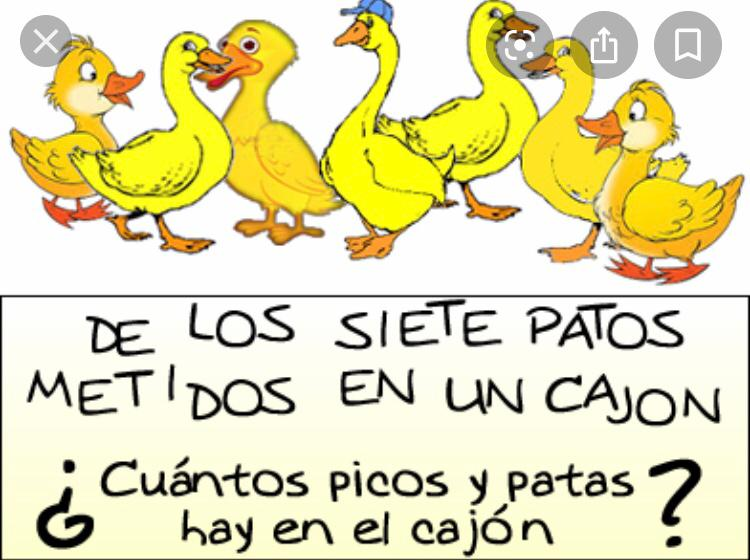 DE LOS SIETE PATOS
METIDOS EN UN CAJON
¿Cuántos picos y patas
hay en el cajón?